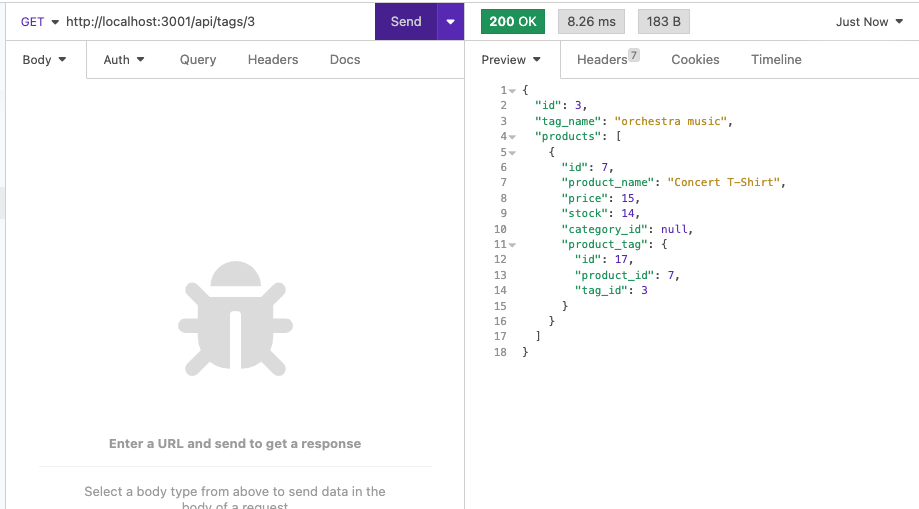 GET http://localhost:3001/api/tags/3 Send 200 OK 8.26 ms 183 B Just Now
Body Auth Query Headers Docs Preview Headers 7 Cookies Timeline
1 {
2 "id": 3,
3 "tag_name": "orchestra music",
4 "products": [
5 {
6 "id": 7,
7 "product_name": "Concert T-Shirt",
8 "price": 15,
9 "stock": 14,
10 "category_id": null,
11 "product_tag": {
12 "id": 17,
13 "product_id": 7,
14 "tag_id": 3
15 }
16 }
17 ]
18 }
Enter a URL and send to get a response
Select a body type from above to send data in the
body of a request